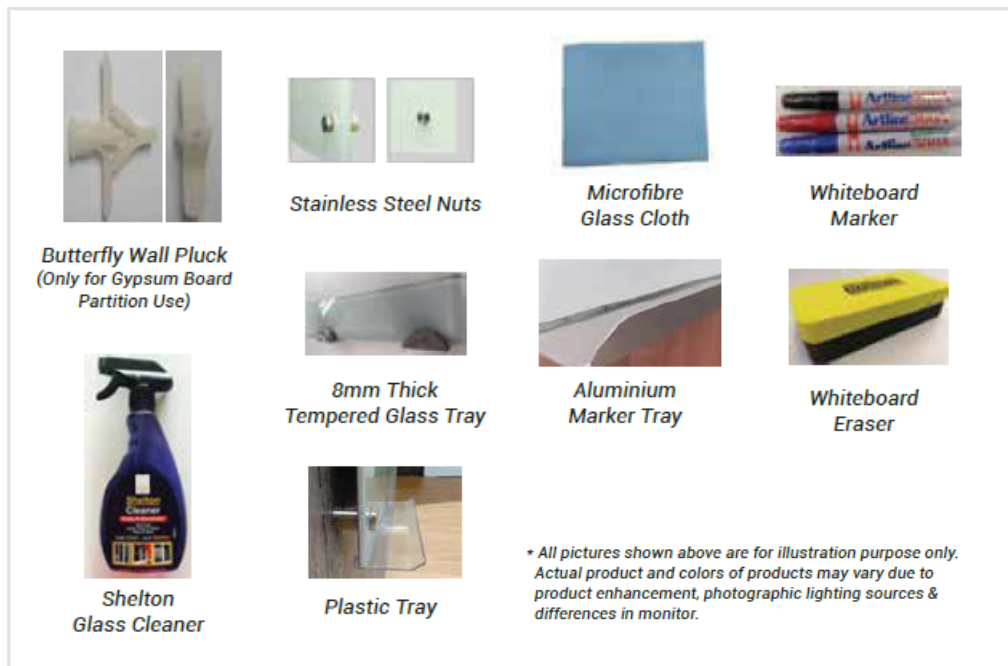 Butterfly Wall Pluck
(Only for Gypsum Board
Partition Use)
Stainless Steel Nuts
Microfibre
Glass Cloth
Artline
Artline
Artline
Whiteboard
Marker
8mm Thick
Tempered Glass Tray
Aluminium
Marker Tray
Whiteboard
Eraser
Shelton
Cleaner
Shelton
Glass Cleaner
Plastic Tray
* All pictures shown above are for illustration purpose only.
Actual product and colors of products may vary due to
product enhancement, photographic lighting sources &
differences in monitor.